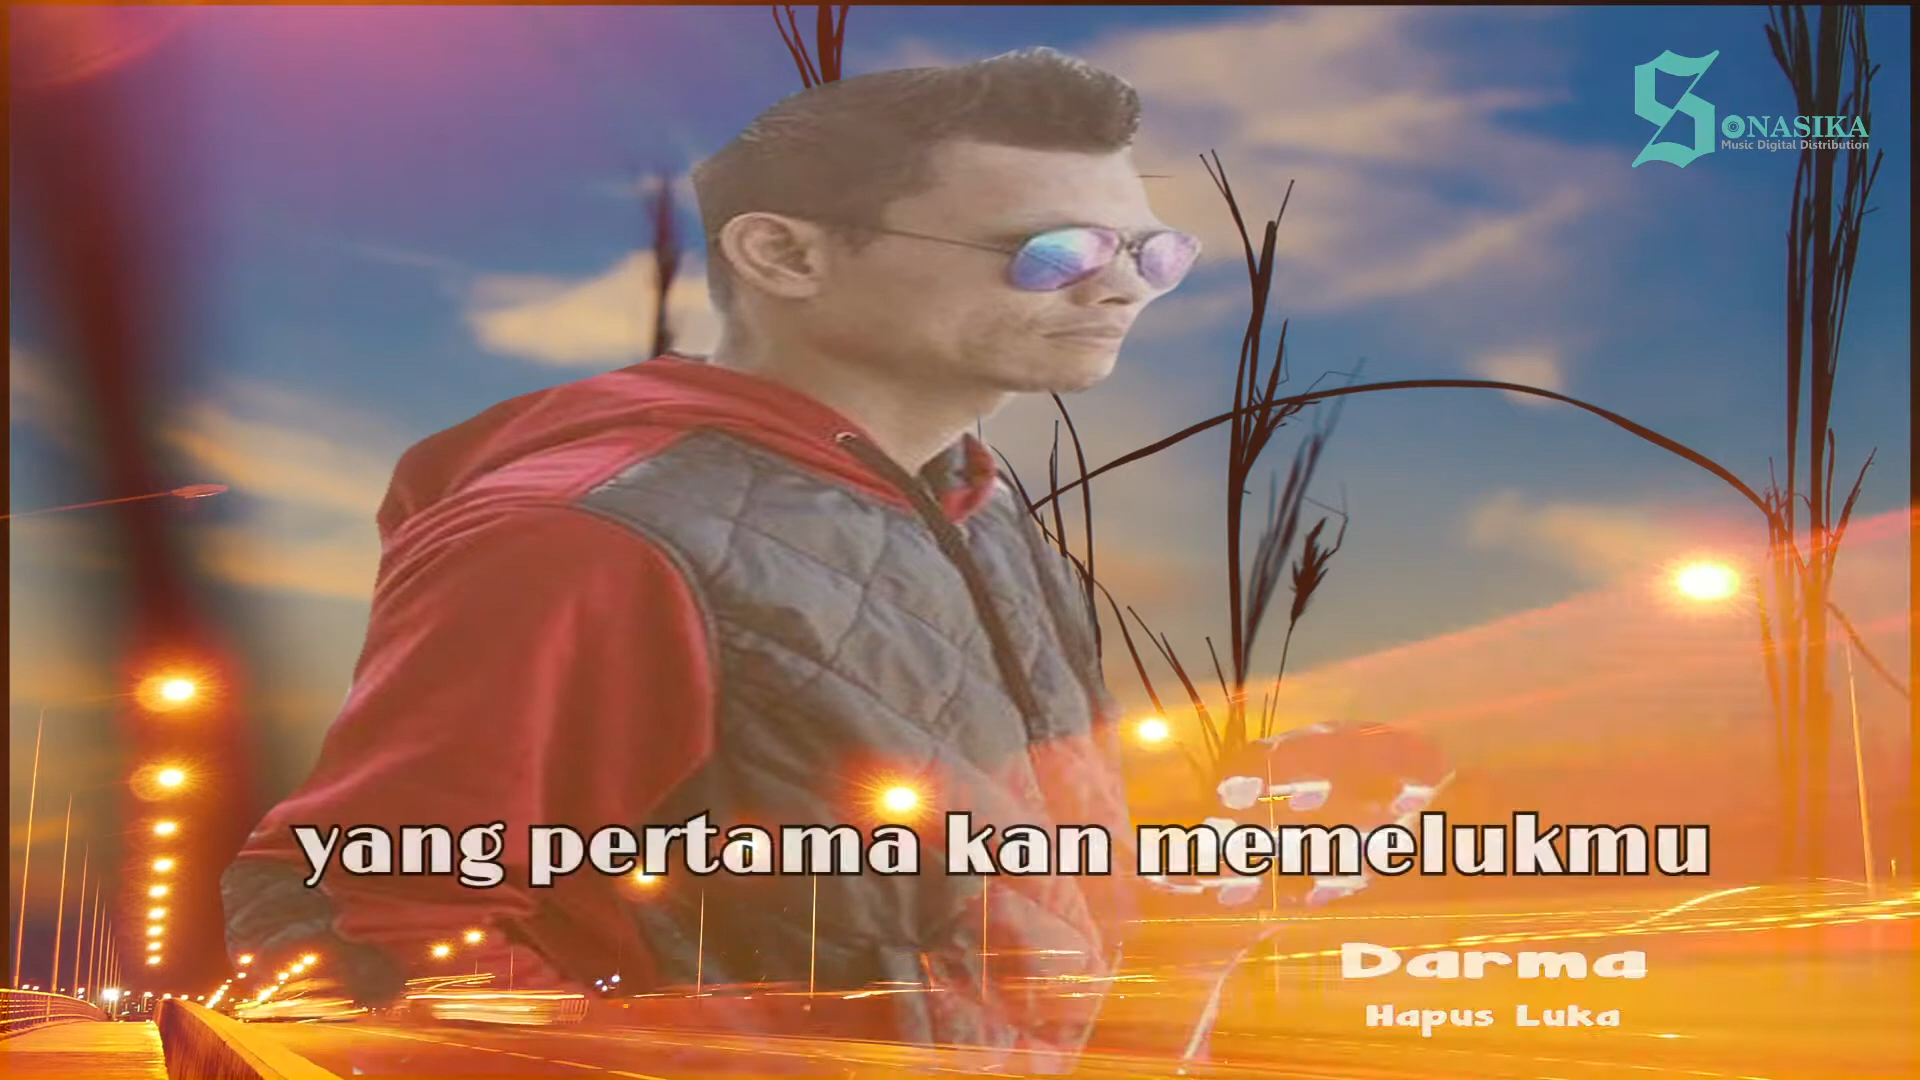 SONASIKA
Music Digital Distribution
yang pertama kan memelukmu
Darma
Hapus Luka